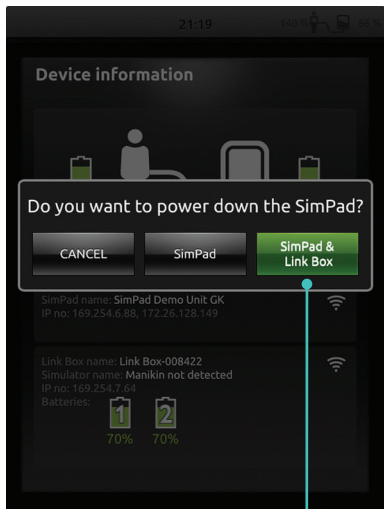 21:19
140 %
86 %
Device information
Do you want to power down the SimPad?
CANCEL
SimPad
SimPad &
Link Box
SimPad name: SimPad Demo Unit GK
IP no: 169.254.6.88, 172.26.128.149
Link Box name: Link Box-008422
Simulator name: Manikin not detected
IP no: 169.254.7.64
Batteries:
1 2
70% 70%